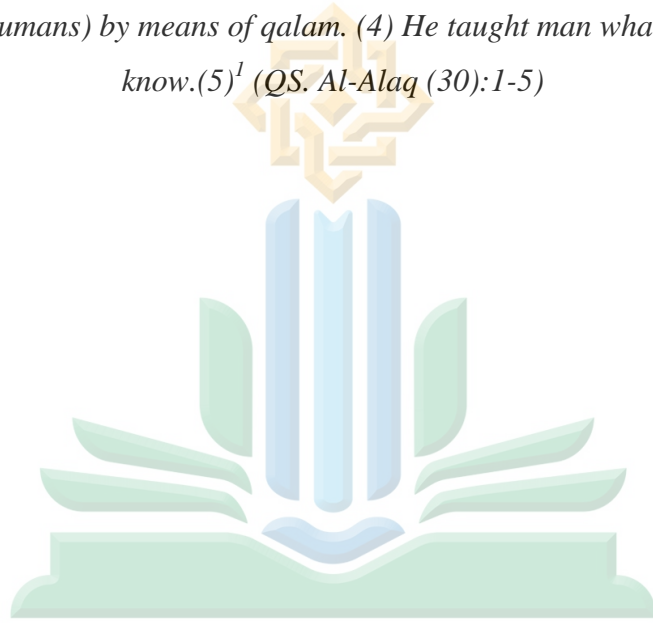 umans) by means of qalam. (4) He taught man wha
know.(5)1 (QS. Al-Alaq (30):1-5)